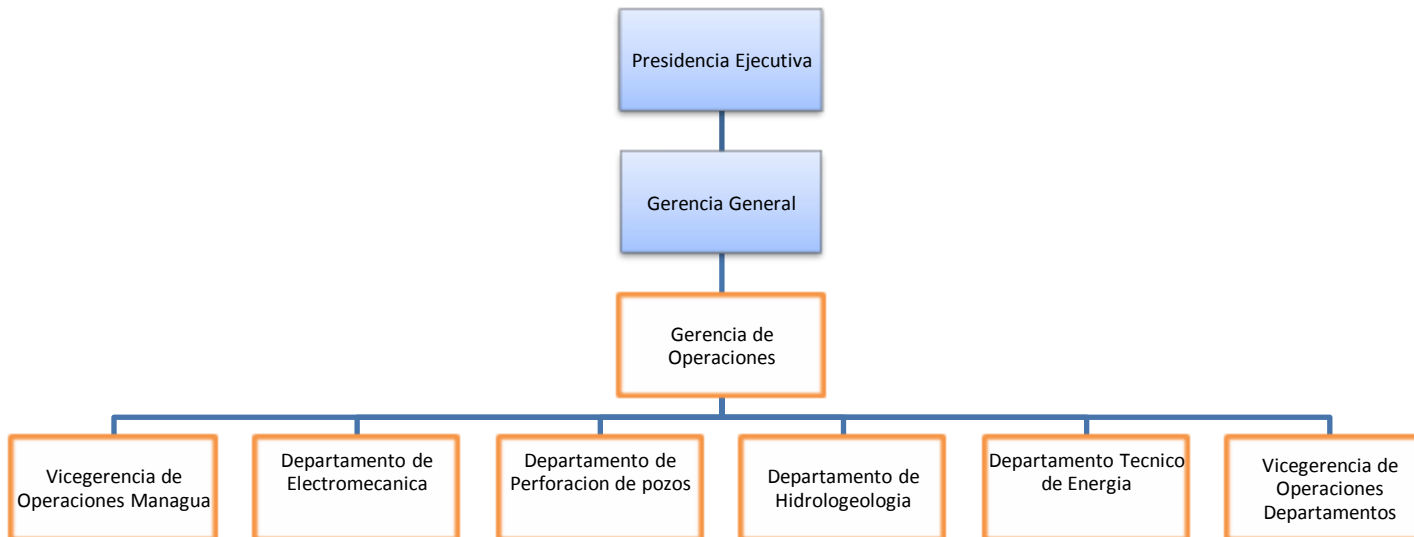 Presidencia Ejecutiva
Gerencia General
Gerencia de
Operaciones
Vicegerencia de
Operaciones Managua
Departamento de
Electromecanica
Departamento de
Perforacion de pozos
Departamento de
Hidrologeologia
Departamento Tecnico
de Energia
Vicegerencia de
Operaciones
Departamentos